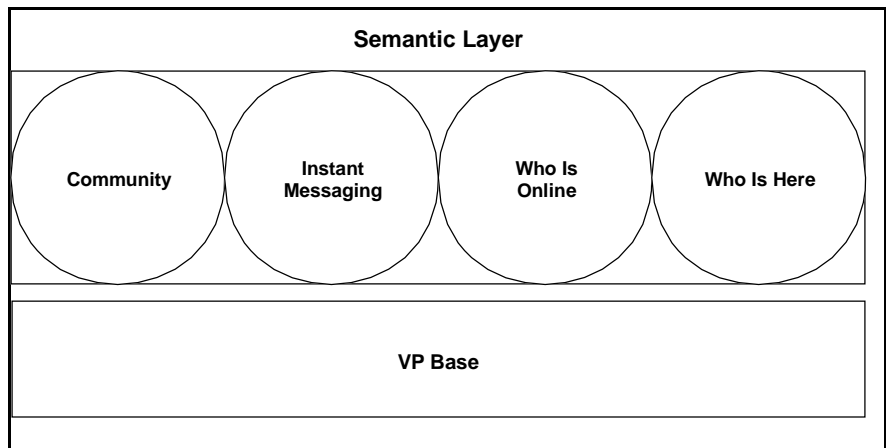 Semantic Layer
Community
Instant
Messaging
Who Is
Online
Who Is Here
VP Base